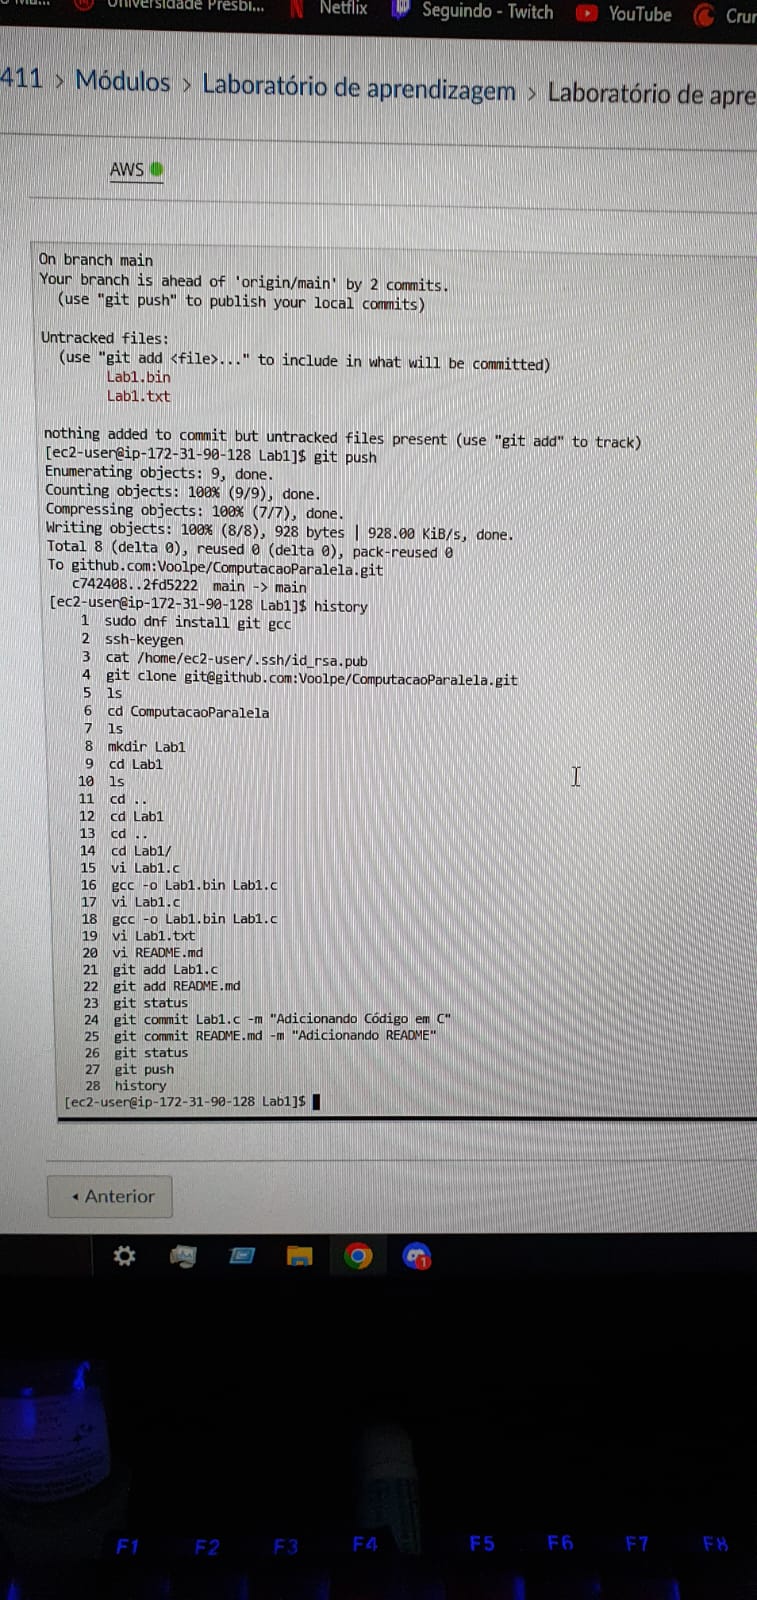 Universidade Presbi...
Netflix
Seguindo - Twitch
YouTube
411 > Módulos > Laboratório de aprendizagem > Laboratório de apre
AWS
On branch main
Your branch is ahead of 'origin/main' by 2 commits.
(use "git push" to publish your local commits)
Untracked files:
(use "git add <file>..." to include in what will be committed)
Lab1.bin
Lab1.txt
nothing added to commit but untracked files present (use "git add" to track)
[ec2-user@ip-172-31-90-128 Lab1]$ git push
Enumerating objects: 9, done.
Counting objects: 100% (9/9), done.
Compressing objects: 100% (7/7), done.
Writing objects: 100% (8/8), 928 bytes | 928.00 KiB/s, done.
Total 8 (delta 0), reused 0 (delta 0), pack-reused 0
To github.com:Voolpe/ComputacaoParalela.git
c742408..2fd5222 main -> main
[ec2-user@ip-172-31-90-128 Lab1]$ history
1 sudo dnf install git gcc
2 ssh-keygen
3 cat /home/ec2-user/.ssh/id_rsa.pub
4 git clone git@github.com:Voolpe/ComputacaoParalela.git
5 ls
6 cd ComputacaoParalela
7 ls
8 mkdir Lab1
9 cd Lab1
10 ls
11 cd ..
12 cd Lab1
13 cd ..
14 cd Lab1/
15 vi Lab1.c
16 gcc -o Lab1.bin Lab1.c
17 vi Lab1.c
18 gcc -o Lab1.bin Lab1.c
19 vi Lab1.txt
20 vi README.md
21 git add Lab1.c
22 git add README.md
23 git status
24 git commit Lab1.c -m "Adicionando Código em C"
25 git commit README.md -m "Adicionando README"
26 git status
27 git push
28 history
[ec2-user@ip-172-31-90-128 Lab1]$
Anterior
1
F1 F2 F3 F4 F5 F6 F7 F8